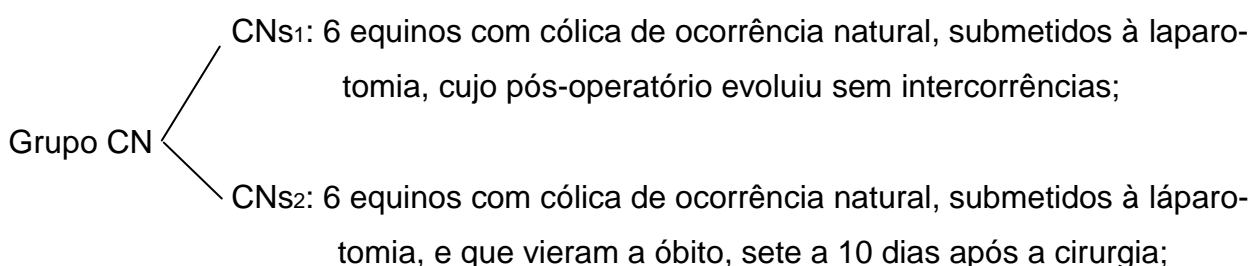 CNs1: 6 equinos com cólica de ocorrência natural, submetidos à laparo-
tomia, cujo pós-operatório evoluiu sem intercorrências;
Grupo CN
CNs2: 6 equinos com cólica de ocorrência natural, submetidos à láparo-
tomia, e que vieram a óbito, sete a 10 dias após a cirurgia;